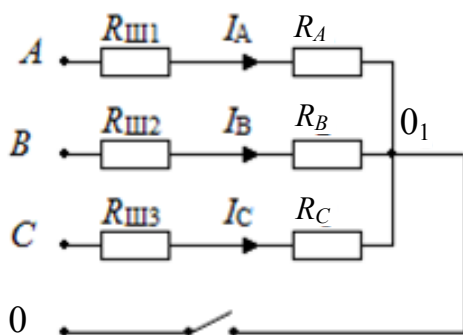 A R_Ш1 I_A R_A
B R_Ш2 I_B R_B 0_1
C R_Ш3 I_C R_C
0